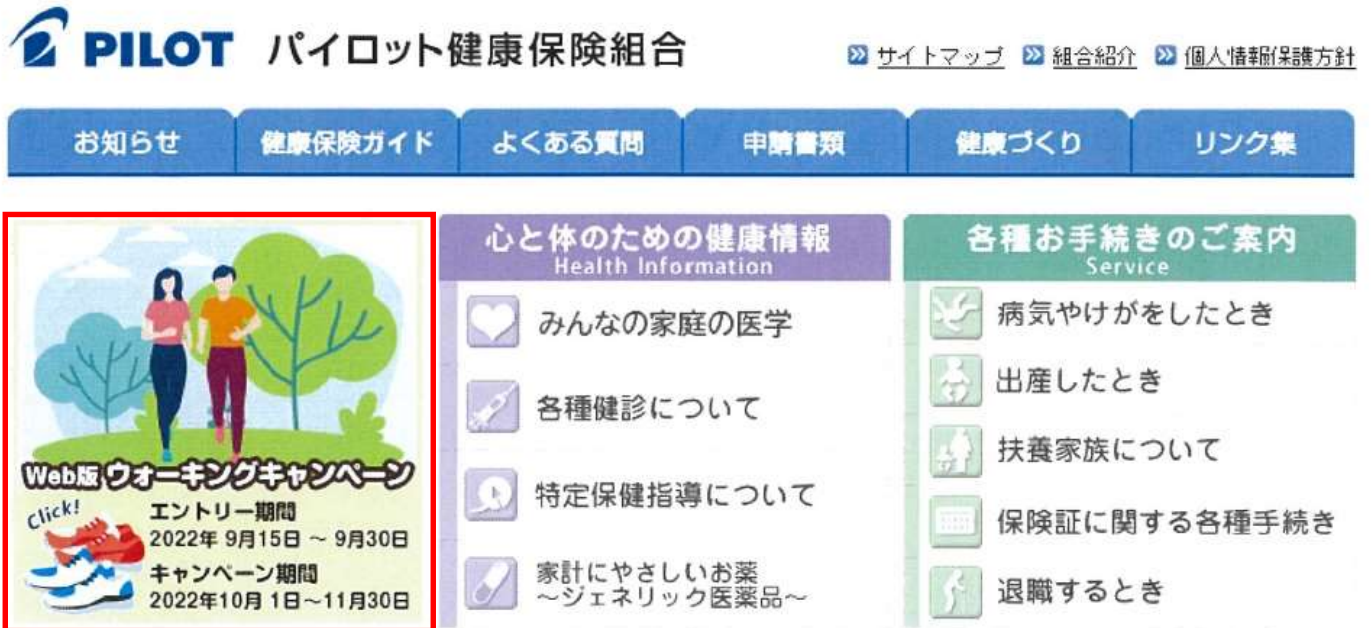 PILOT パイロット健康保険組合
サイトマップ 組合紹介 個人情報保護方針
お知らせ 健康保険ガイド よくある質問 申請書類 健康づくり リンク集
Web版 ウォーキングキャンペーン
Click!
エントリー期間
2022年 9月15日 ~ 9月30日
キャンペーン期間
2022年10月 1日~11月30日
心と体のための健康情報
Health Information
みんなの家庭の医学
各種健診について
特定保健指導について
家計にやさしいお薬
~ジェネリック医薬品~
各種お手続きのご案内
Service
病気やけがをしたとき
出産したとき
扶養家族について
保険証に関する各種手続き
退職するとき